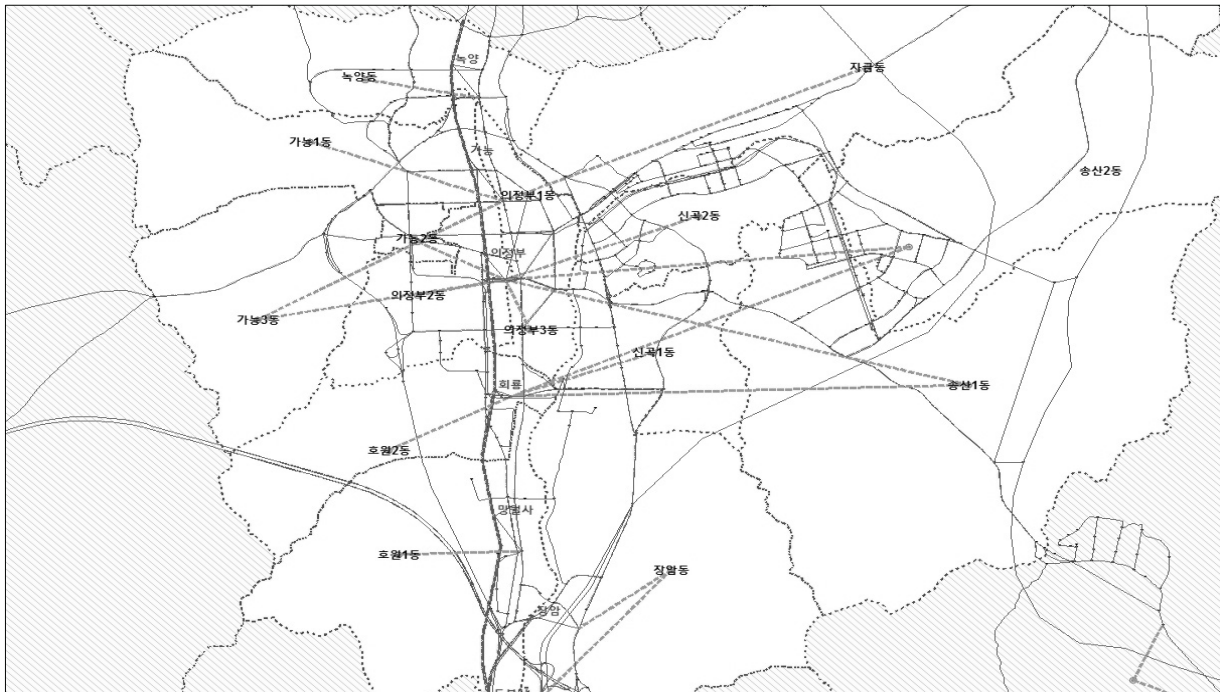 녹양
자금동
녹양동
가능1동
가능
송산2동
의정부1동
신곡2동
가능2동
의정부
의정부2동
가능3동
의정부3동
신곡1동
회룡
송산1동
호원2동
망월사
호원1동
장암동
장암